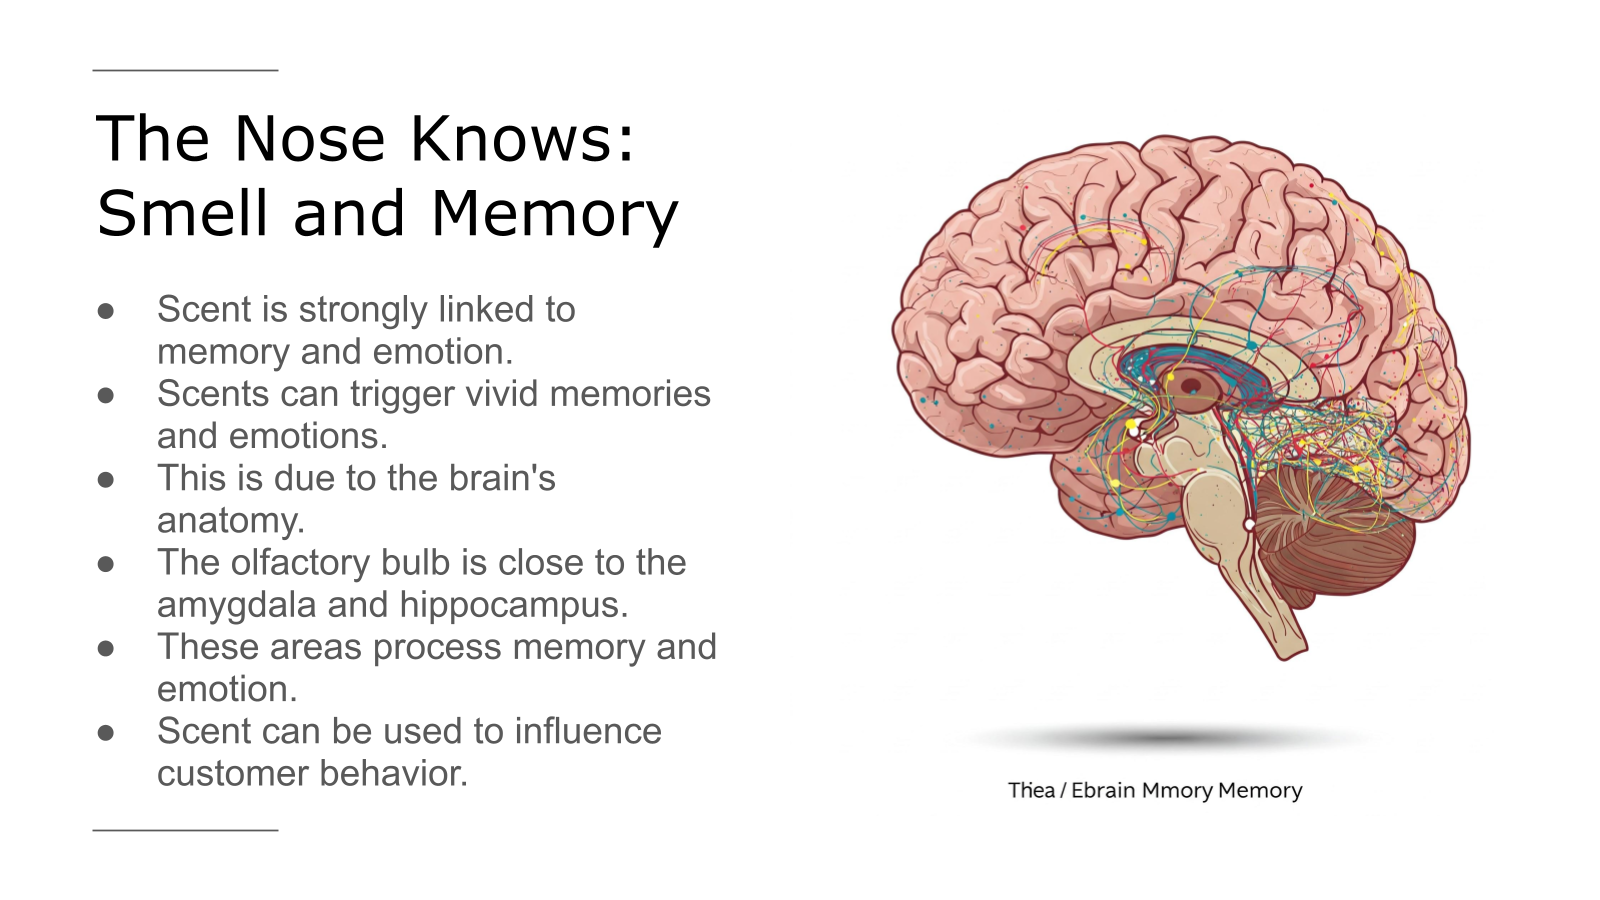 The Nose Knows:
Smell and Memory
● Scent is strongly linked to
memory and emotion.
● Scents can trigger vivid memories
and emotions.
● This is due to the brain's
anatomy.
● The olfactory bulb is close to the
amygdala and hippocampus.
● These areas process memory and
emotion.
● Scent can be used to influence
customer behavior.
Thea / Ebrain Mmory Memory